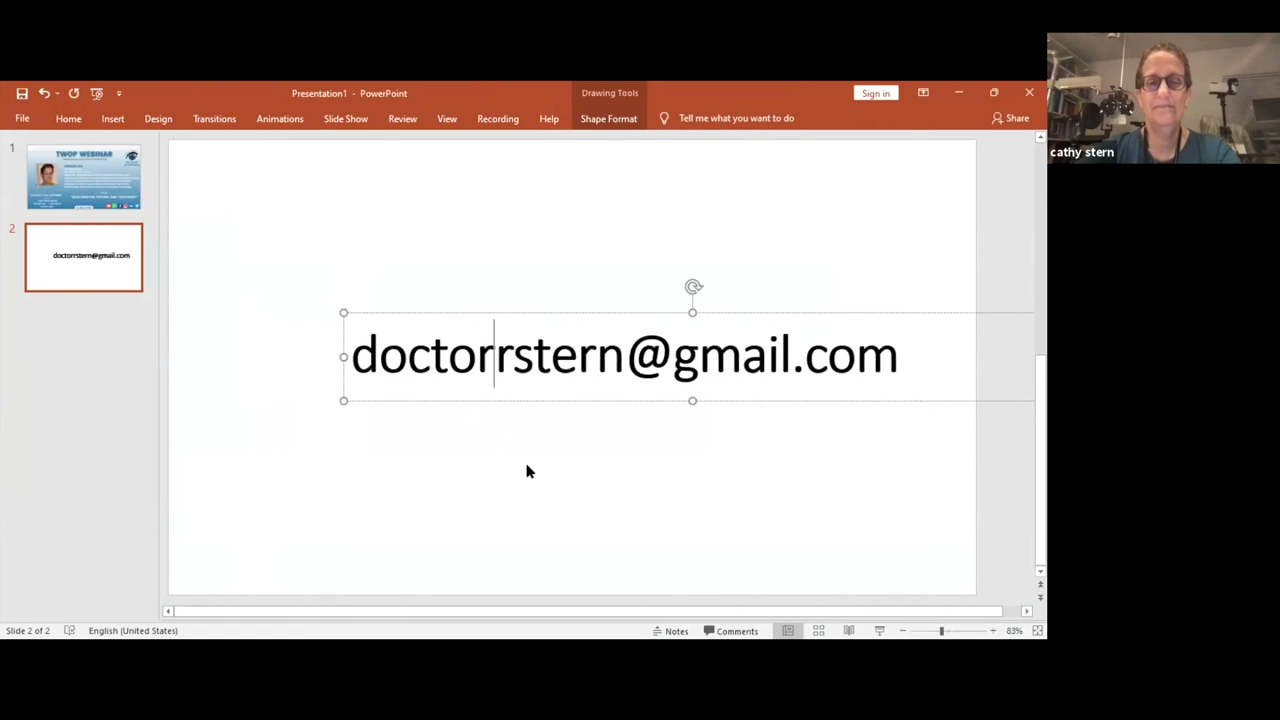 Presentation1 - PowerPoint
Drawing Tools
Sign in
File Home Insert Design Transitions Animations Slide Show Review View Recording Help Shape Format Tell me what you want to do Share
cathy stern
1
TWOP WEBINAR
2
doctorrstern@gmail.com
doctorrstern@gmail.com
Slide 2 of 2 English (United States) Notes Comments 83%